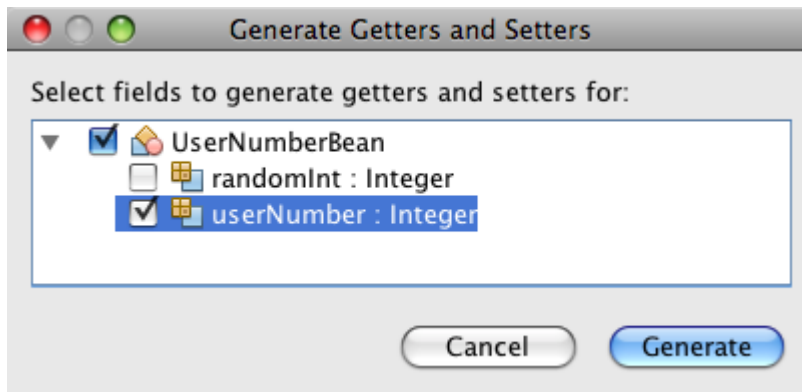 Generate Getters and Setters
Select fields to generate getters and setters for:
UserNumberBean
randomInt : Integer
userNumber : Integer
Cancel Generate